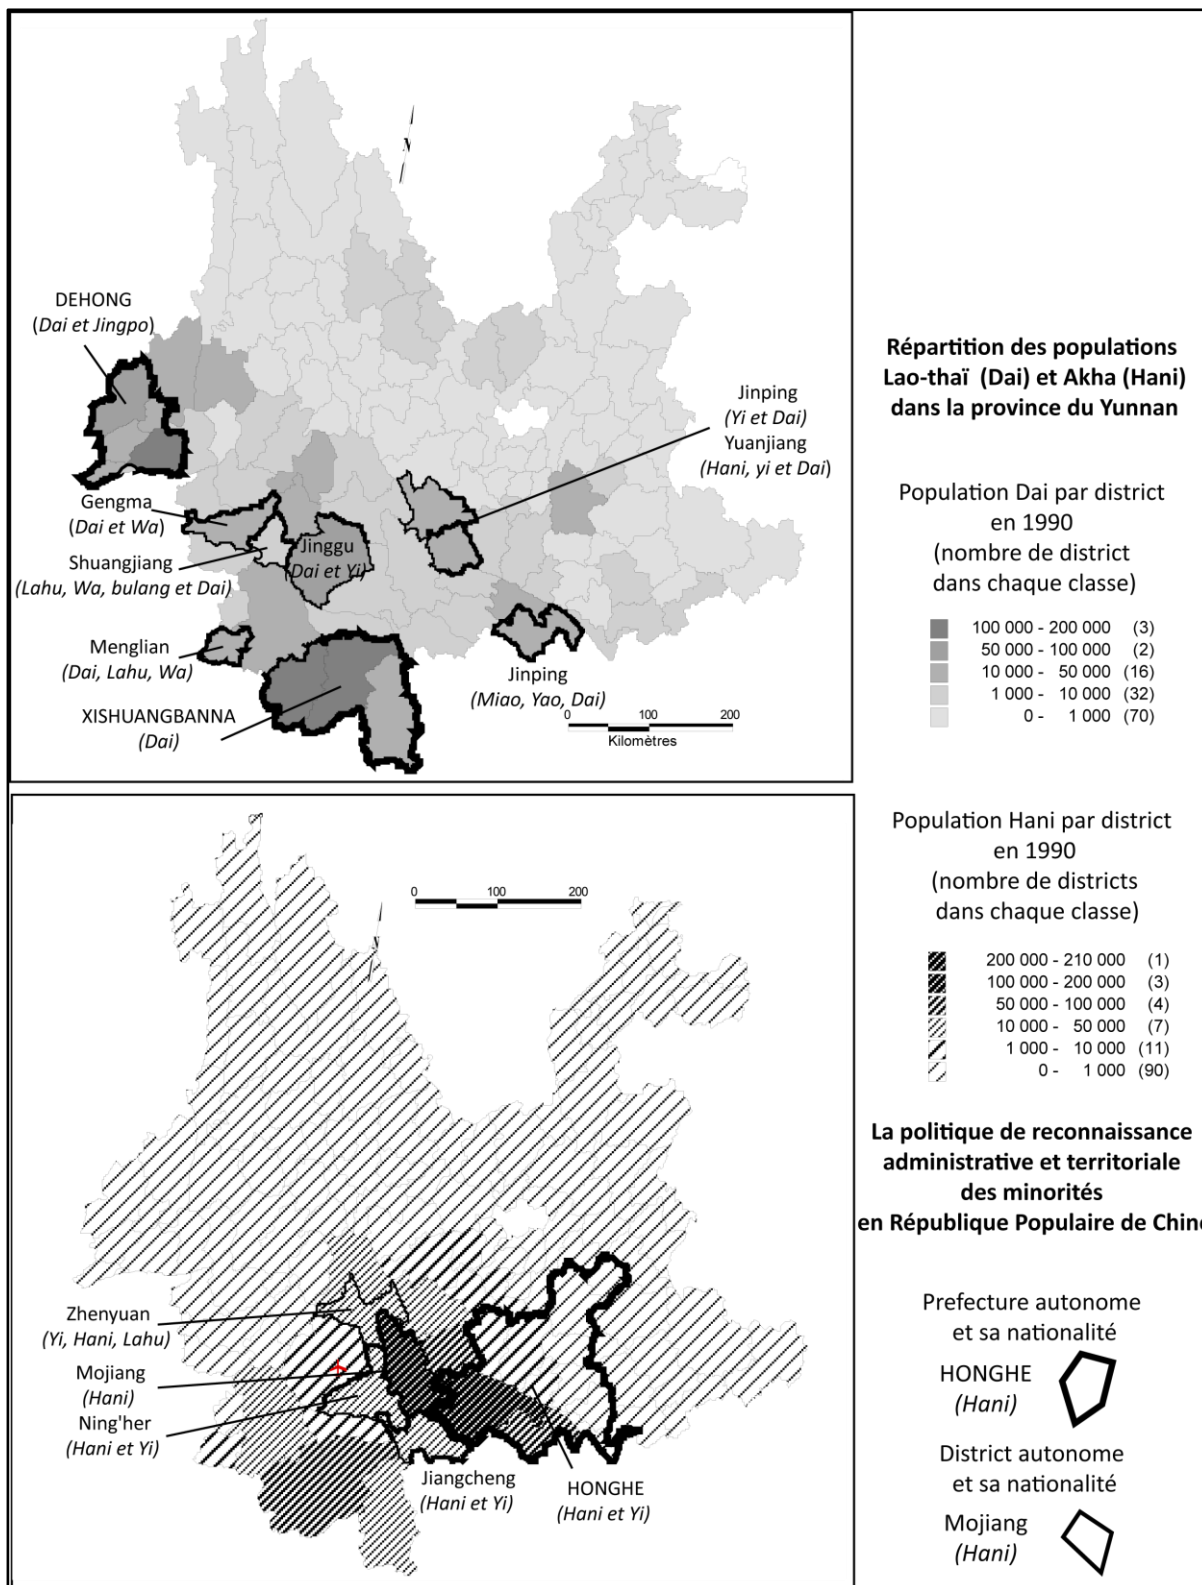 N
DEHONG
(Dai et Jingpo)
Jinping
(Yi et Dai)
Yuanjiang
(Hani, yi et Dai)
Gengma
(Dai et Wa)
Shuangjiang
(Lahu, Wa, bulang et Dai)
Jinggu
(Dai et Yi)
Menglian
(Dai, Lahu, Wa)
XISHUANGBANNA
(Dai)
Jinping
(Miao, Yao, Dai)
0 100 200
Kilomètres
Répartition des populations
Lao-thaï (Dai) et Akha (Hani)
dans la province du Yunnan
Population Dai par district
en 1990
(nombre de district
dans chaque classe)
100 000 - 200 000 (3)
50 000 - 100 000 (2)
10 000 - 50 000 (16)
1 000 - 10 000 (32)
0 - 1 000 (70)
0 100 200
Zhenyuan
(Yi, Hani, Lahu)
Mojiang
(Hani)
Ning'her
(Hani et Yi)
Jiangcheng
(Hani et Yi)
HONGHE
(Hani et Yi)
Population Hani par district
en 1990
(nombre de districts
dans chaque classe)
200 000 - 210 000 (1)
100 000 - 200 000 (3)
50 000 - 100 000 (4)
10 000 - 50 000 (7)
1 000 - 10 000 (11)
0 - 1 000 (90)
La politique de reconnaissance
administrative et territoriale
des minorités
en République Populaire de Chine
Prefecture autonome
et sa nationalité
HONGHE
(Hani)
District autonome
et sa nationalité
Mojiang
(Hani)